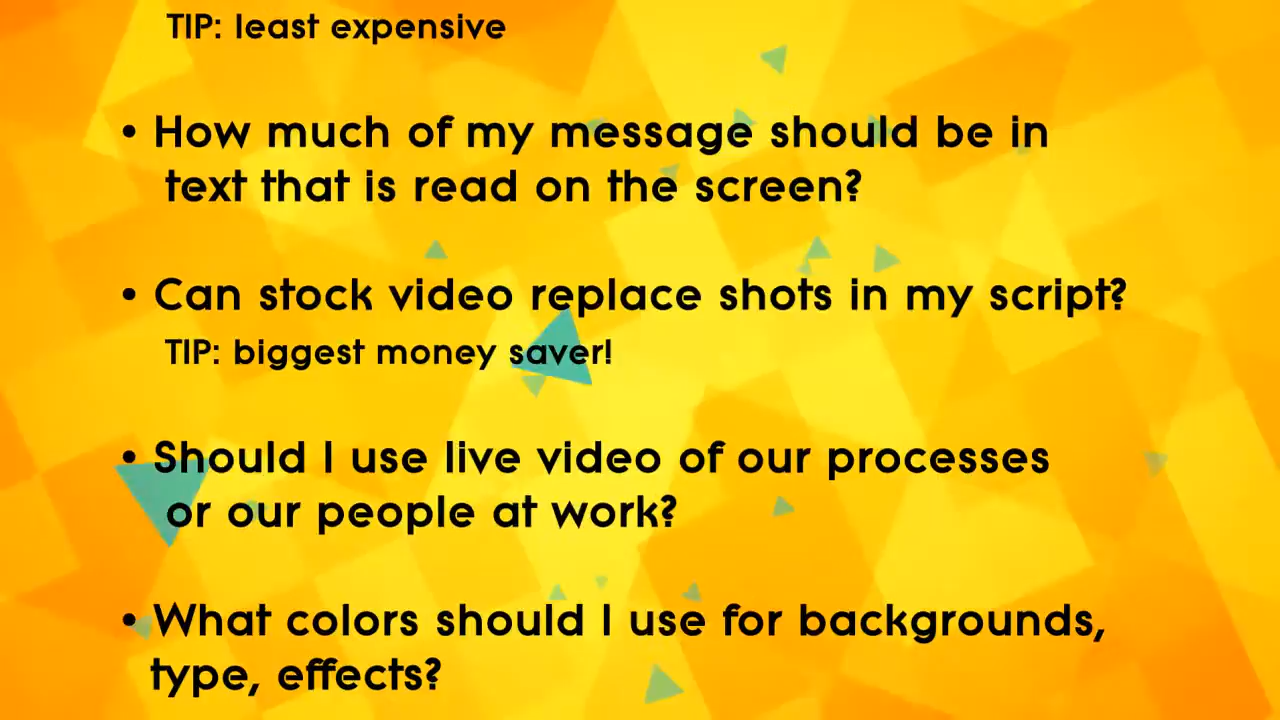 TIP: least expensive
• How much of my message should be in
text that is read on the screen?
• Can stock video replace shots in my script?
TIP: biggest money saver!
• Should I use live video of our processes
or our people at work?
• What colors should I use for backgrounds,
type, effects?